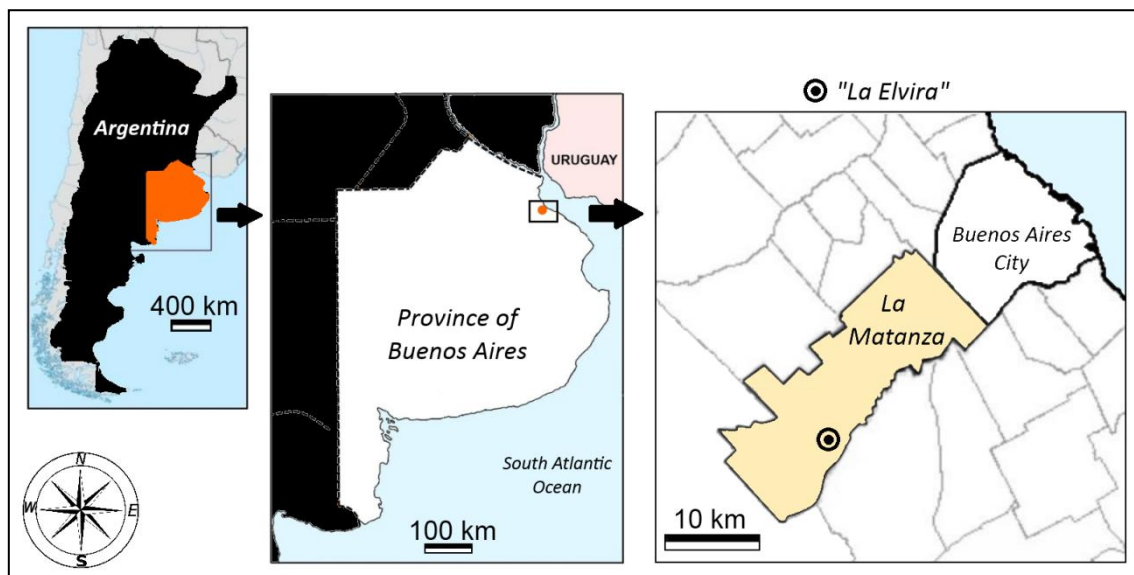 Argentina
400 km
N
W
E
S
URUGUAY
Province of
Buenos Aires
South Atlantic
Ocean
100 km
"La Elvira"
Buenos Aires
City
La
Matanza
10 km